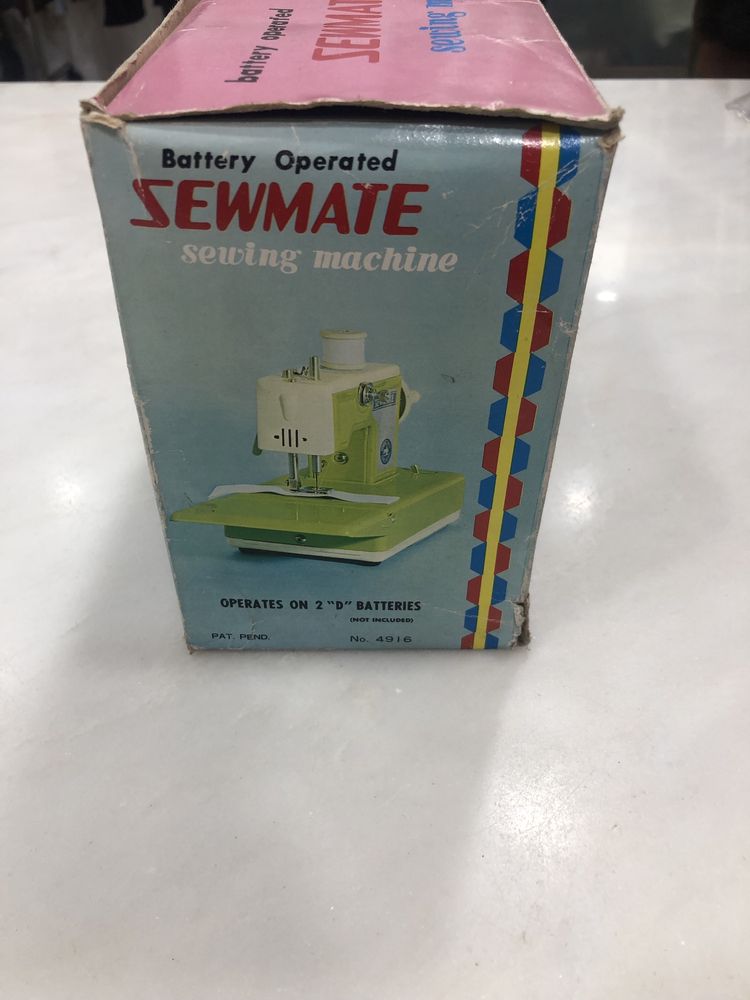 battery operated
SEWMATE
sewing
Battery Operated
SEWMATE
sewing machine
OPERATES ON 2 "D" BATTERIES
(NOT INCLUDED)
PAT. PEND.
No. 4916